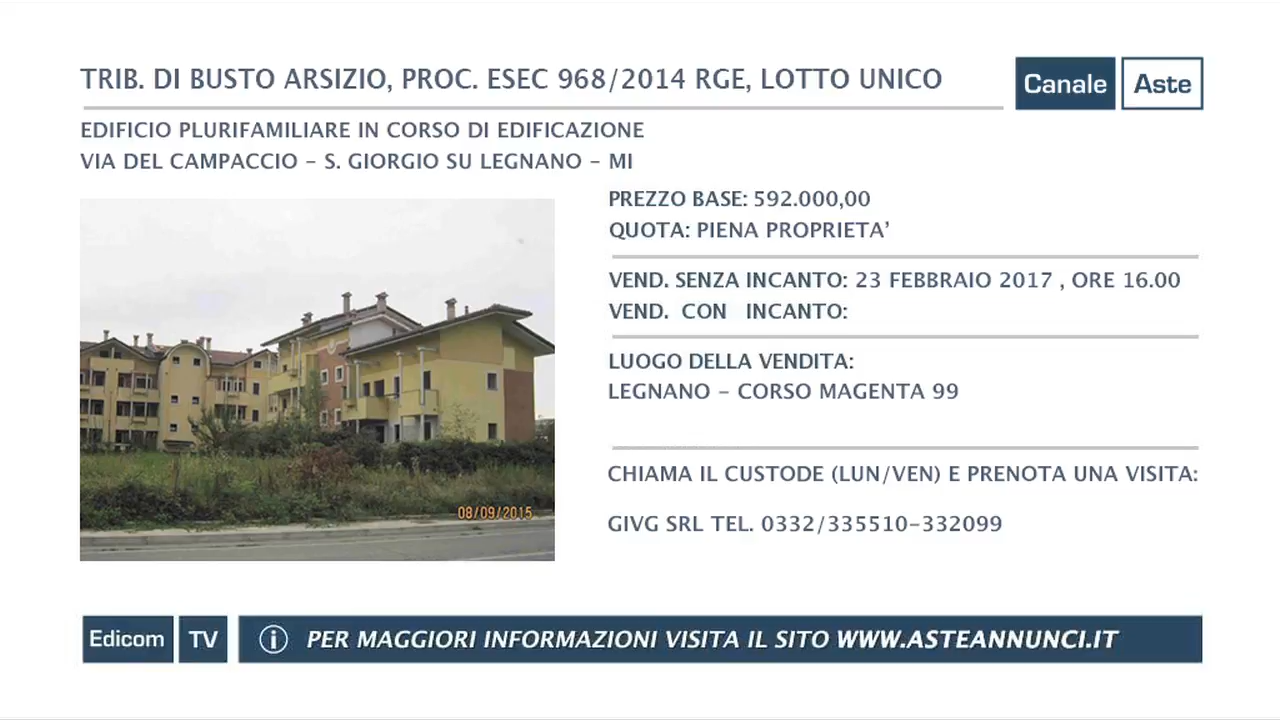 TRIB. DI BUSTO ARSIZIO, PROC. ESEC 968/2014 RGE, LOTTO UNICO
Canale Aste
EDIFICIO PLURIFAMILIARE IN CORSO DI EDIFICAZIONE
VIA DEL CAMPACCIO – S. GIORGIO SU LEGNANO – MI
PREZZO BASE: 592.000,00
QUOTA: PIENA PROPRIETA’
VEND. SENZA INCANTO: 23 FEBBRAIO 2017 , ORE 16.00
VEND. CON INCANTO:
LUOGO DELLA VENDITA:
LEGNANO – CORSO MAGENTA 99
CHIAMA IL CUSTODE (LUN/VEN) E PRENOTA UNA VISITA:
GIVG SRL TEL. 0332/335510–332099
08/09/2015
Edicom TV
PER MAGGIORI INFORMAZIONI VISITA IL SITO WWW.ASTEANNUNCI.IT